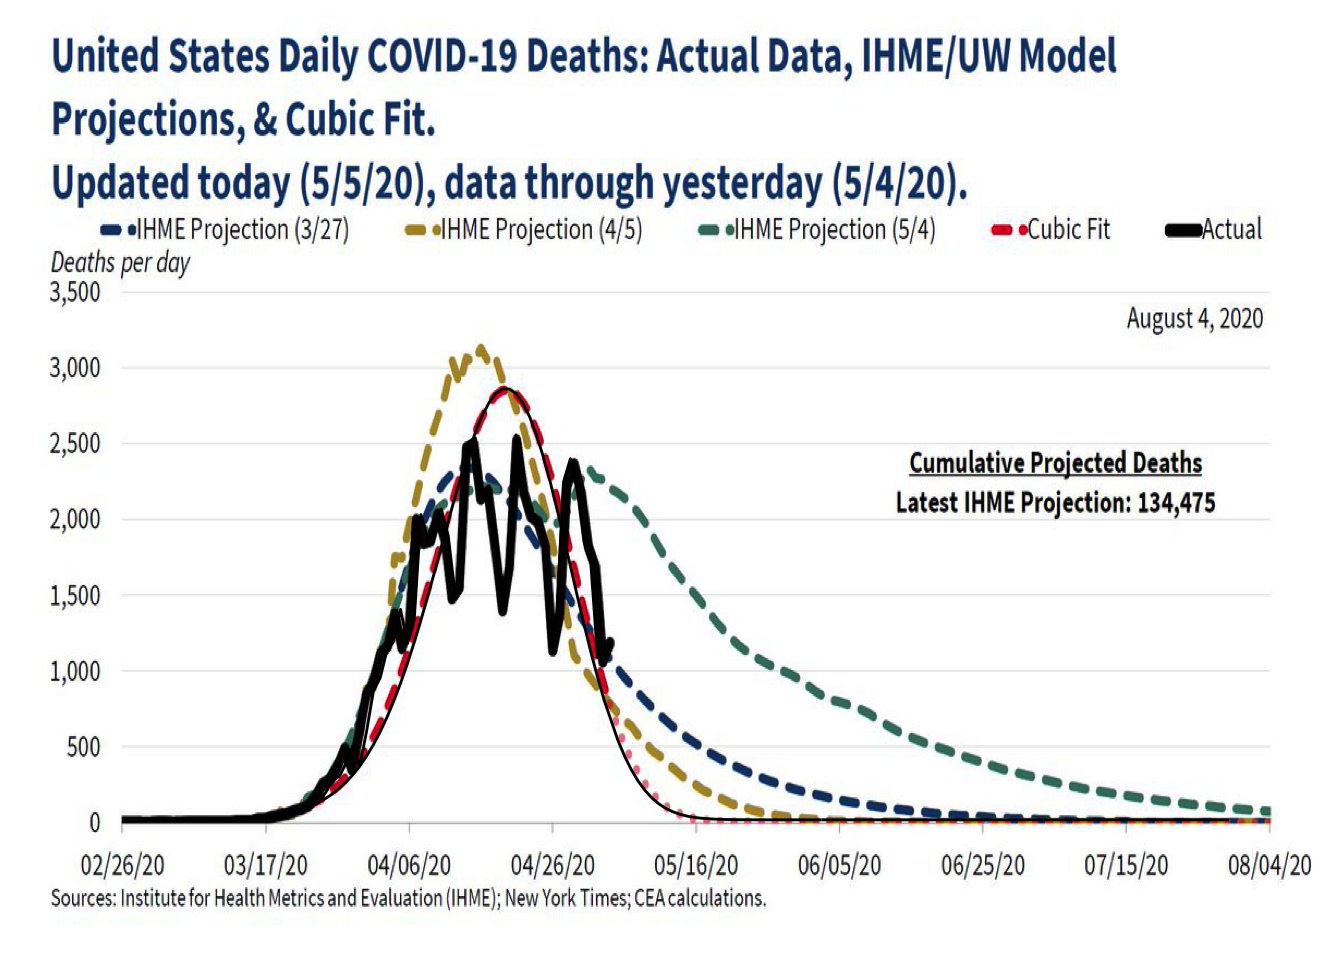 United States Daily COVID-19 Deaths: Actual Data, IHME/UW Model
Projections, & Cubic Fit.
Updated today (5/5/20), data through yesterday (5/4/20).
IHME Projection (3/27) IHME Projection (4/5) IHME Projection (5/4) Cubic Fit Actual
Deaths per day
3,500
August 4, 2020
3,000
2,500
Cumulative Projected Deaths
Latest IHME Projection: 134,475
2,000
1,500
1,000
500
0
02/26/20 03/17/20 04/06/20 04/26/20 05/16/20 06/05/20 06/25/20 07/15/20 08/04/20
Sources: Institute for Health Metrics and Evaluation (IHME); New York Times; CEA calculations.